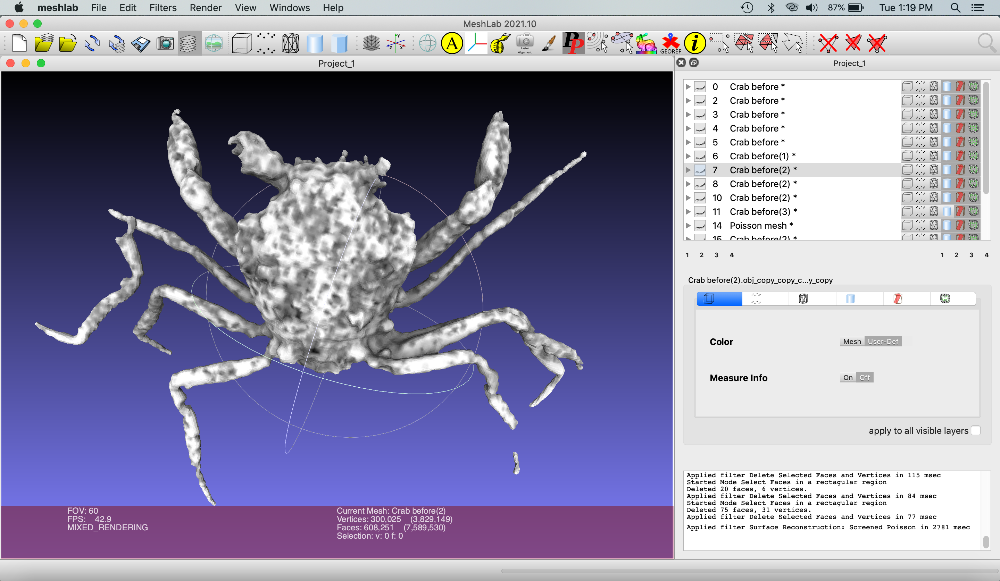 meshlab File Edit Filters Render View Windows Help 87% Tue 1:19 PM
MeshLab 2021.10
Y
Z X
A
Raster
Alignment
PP
GEOREF
i
Project_1
Project_1
0 Crab before *
2 Crab before *
3 Crab before *
4 Crab before *
5 Crab before *
6 Crab before(1) *
7 Crab before(2) *
8 Crab before(2) *
10 Crab before(2) *
11 Crab before(3) *
14 Poisson mesh *
15 Crab before(2) *
1 2 3 4 1 2 3 4
Crab before(2).obj_copy_copy_c...y_copy
Color Mesh User-Def
Measure Info On Off
apply to all visible layers
Applied filter Delete Selected Faces and Vertices in 115 msec
Started Mode Select Faces in a rectagular region
Deleted 20 faces, 6 vertices.
Applied filter Delete Selected Faces and Vertices in 84 msec
Started Mode Select Faces in a rectagular region
Deleted 75 faces, 31 vertices.
Applied filter Delete Selected Faces and Vertices in 77 msec
Applied filter Surface Reconstruction: Screened Poisson in 2781 msec
FOV: 60
FPS: 42.9
MIXED_RENDERING
Current Mesh: Crab before(2)
Vertices: 300,025 (3,829,149)
Faces: 608,251 (7,589,530)
Selection: v: 0 f: 0